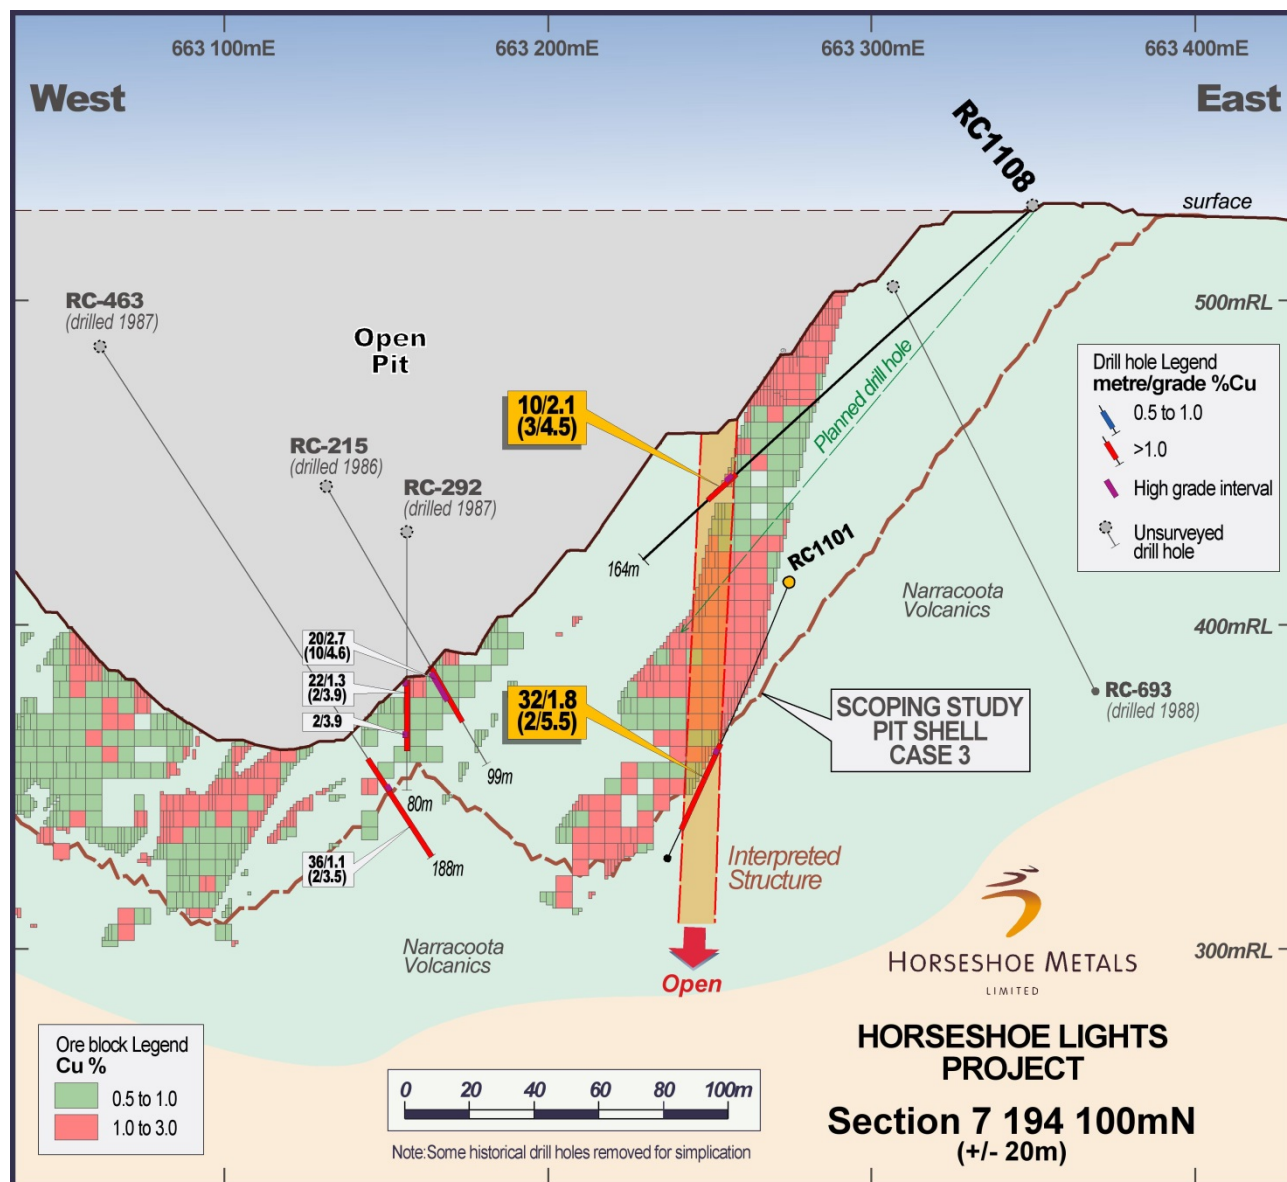 663 100mE
663 200mE
663 300mE
663 400mE
West
East
RC1108
surface
RC-463
(drilled 1987)
500mRL
Open
Pit
Drill hole Legend
metre/grade %Cu
0.5 to 1.0
>1.0
High grade interval
Unsurveyed
drill hole
Planned drill hole
10/2.1
(3/4.5)
RC-215
(drilled 1986)
RC-292
(drilled 1987)
164m
RC1101
Narracoota
Volcanics
400mRL
20/2.7
(10/4.6)
22/1.3
(2/3.9)
2/3.9
32/1.8
(2/5.5)
SCOPING STUDY
PIT SHELL
CASE 3
RC-693
(drilled 1988)
99m
80m
36/1.1
(2/3.5)
188m
Interpreted
Structure
Narracoota
Volcanics
300mRL
Open
HORSESHOE METALS
LIMITED
Ore block Legend
Cu %
0.5 to 1.0
1.0 to 3.0
0 20 40 60 80 100m
Note:Some historical drill holes removed for simplication
HORSESHOE LIGHTS
PROJECT
Section 7 194 100mN
(+/- 20m)